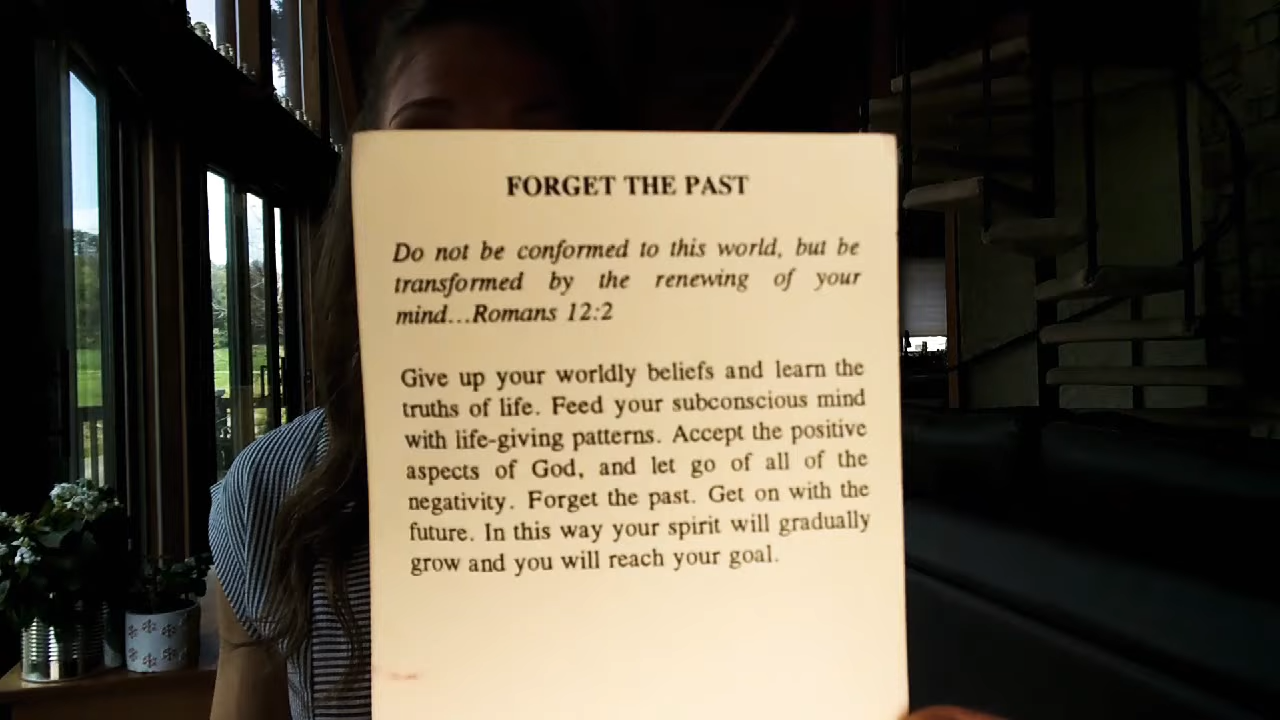 FORGET THE PAST
Do not be conformed to this world, but be
transformed by the renewing of your
mind...Romans 12:2
Give up your worldly beliefs and learn the
truths of life. Feed your subconscious mind
with life-giving patterns. Accept the positive
aspects of God, and let go of all of the
negativity. Forget the past. Get on with the
future. In this way your spirit will gradually
grow and you will reach your goal.